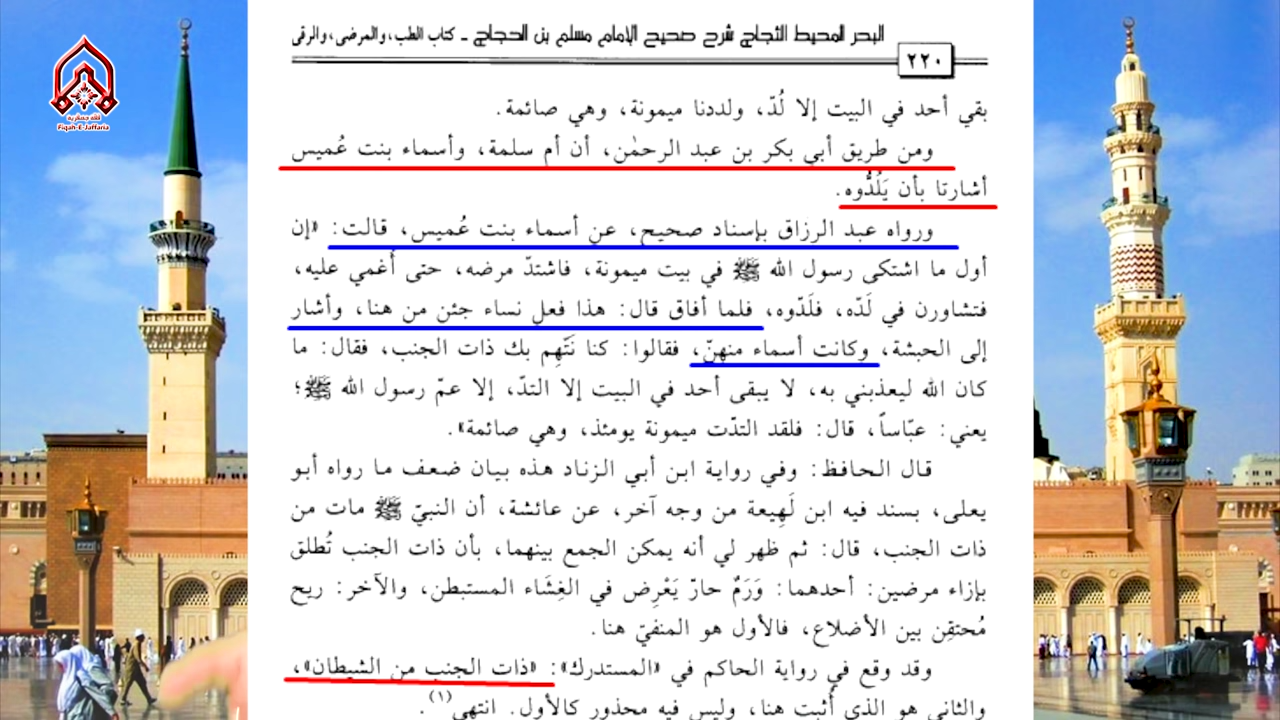 فقه جعفریہ
Fiqah-E-Jaffaria
البحر المحيط الثجاج شرح صحيح الإمام مسلم بن الحجاج ـ كتاب الطب، والمرضى، والرقى
٢٢٠
بقي أحد في البيت إلا لُدّ، ولددنا ميمونة، وهي صائمة.
ومن طريق أبي بكر بن عبد الرحمٰن، أن أم سلمة، وأسماء بنت عُميس
أشارتا بأن يَلُدُّوه.
ورواه عبد الرزاق بإسناد صحيح، عن أسماء بنت عُميس، قالت: «إن
أول ما اشتكى رسول الله ﷺ في بيت ميمونة، فاشتدّ مرضه، حتى أُغمي عليه،
فتشاورن في لَدّه، فلَدّوه، فلما أفاق قال: هذا فعل نساء جئن من هنا، وأشار
إلى الحبشة، وكانت أسماء منهنّ، فقالوا: كنا نَتَّهِم بك ذات الجنب، فقال: ما
كان الله ليعذبني به، لا يبقى أحد في البيت إلا التدّ، إلا عمّ رسول الله ﷺ؛
يعني: عبّاساً، قال: فلقد التدّت ميمونة يومئذ، وهي صائمة».
قال الحافظ: وفي رواية ابن أبي الزناد هذه بيان ضعف ما رواه أبو
يعلى، بسند فيه ابن لَهِيعة من وجه آخر، عن عائشة، أن النبيّ ﷺ مات من
ذات الجنب، قال: ثم ظهر لي أنه يمكن الجمع بينهما، بأن ذات الجنب تُطلق
بإزاء مرضين: أحدهما: وَرَمٌ حارّ يَعْرِض في الغِشَاء المستبطن، والآخر: ريح
مُحتقِن بين الأضلاع، فالأول هو المنفيّ هنا.
وقد وقع في رواية الحاكم في «المستدرك»: «ذات الجنب من الشيطان»،
والثاني هو الذي أُثبت هنا، وليس فيه محذور كالأول. انتهى(١).